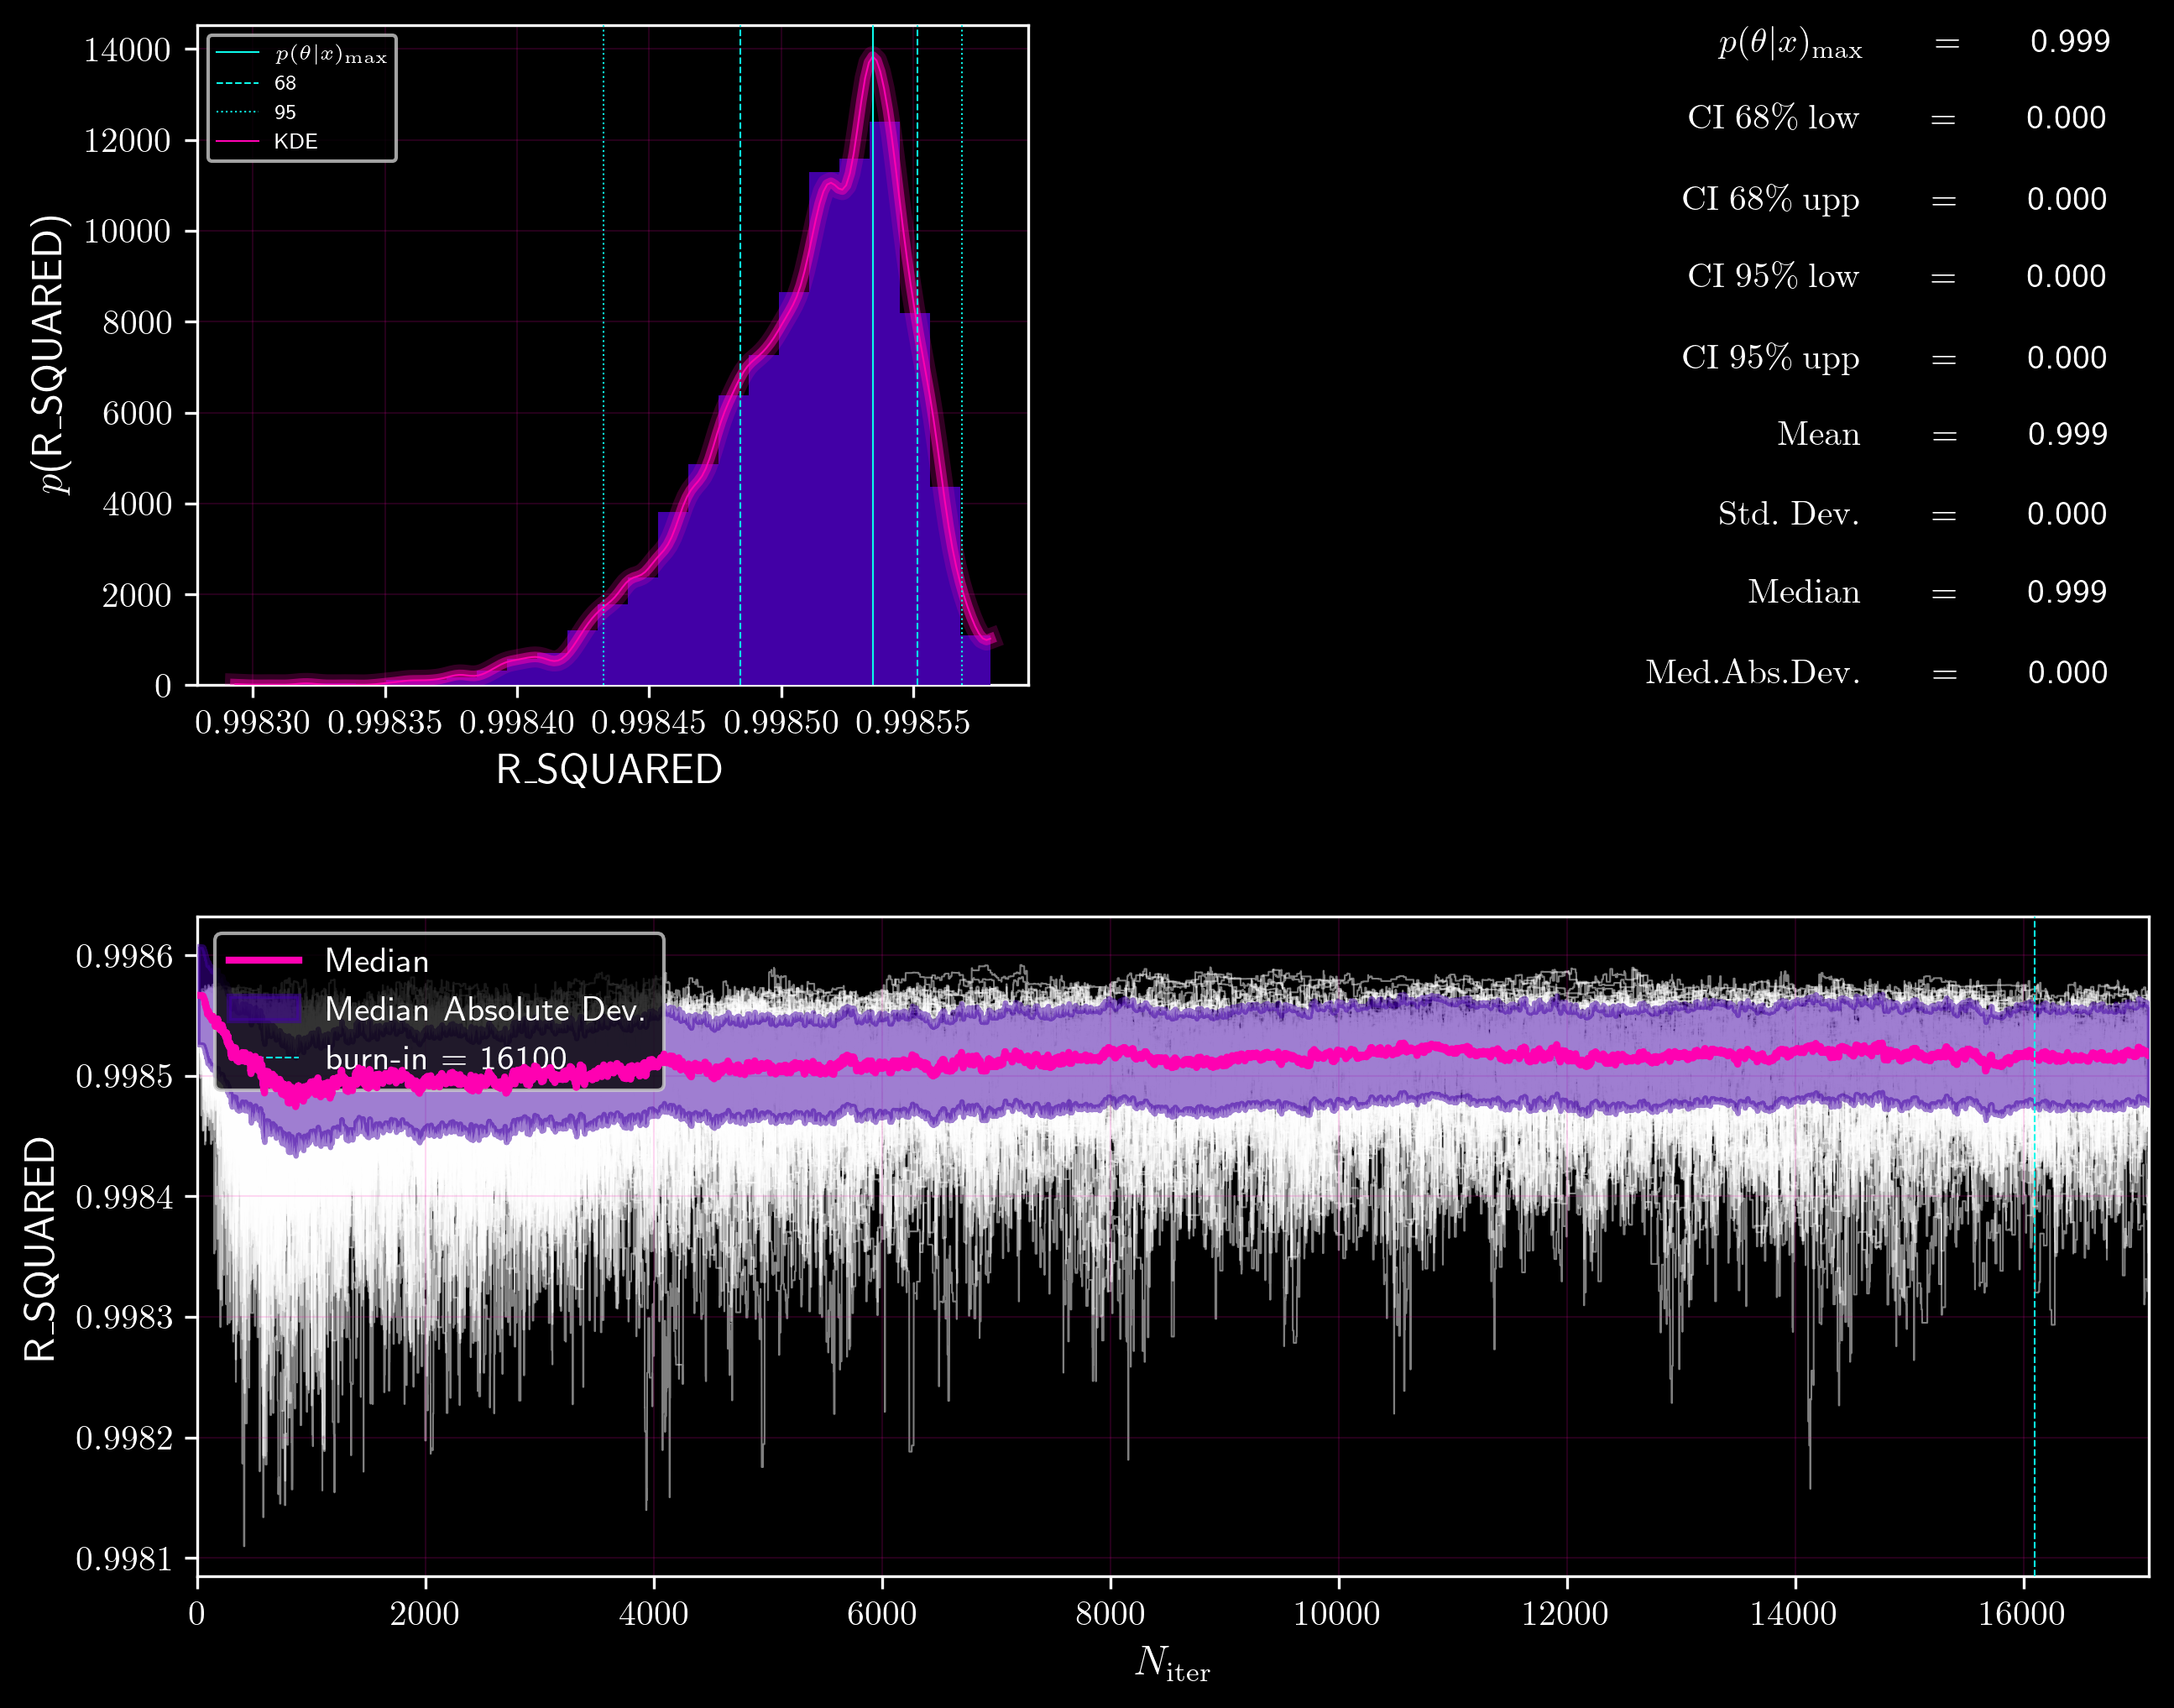 14000
12000
10000
8000
6000
4000
2000
0
p(R_SQUARED)
p(θ|x)max
68
95
KDE
0.99830 0.99835 0.99840 0.99845 0.99850 0.99855
R_SQUARED
p(θ|x)max = 0.999
CI 68% low = 0.000
CI 68% upp = 0.000
CI 95% low = 0.000
CI 95% upp = 0.000
Mean = 0.999
Std. Dev. = 0.000
Median = 0.999
Med.Abs.Dev. = 0.000
0.9986
0.9985
0.9984
0.9983
0.9982
0.9981
R_SQUARED
Median
Median Absolute Dev.
burn-in = 16100
0 2000 4000 6000 8000 10000 12000 14000 16000
Niter